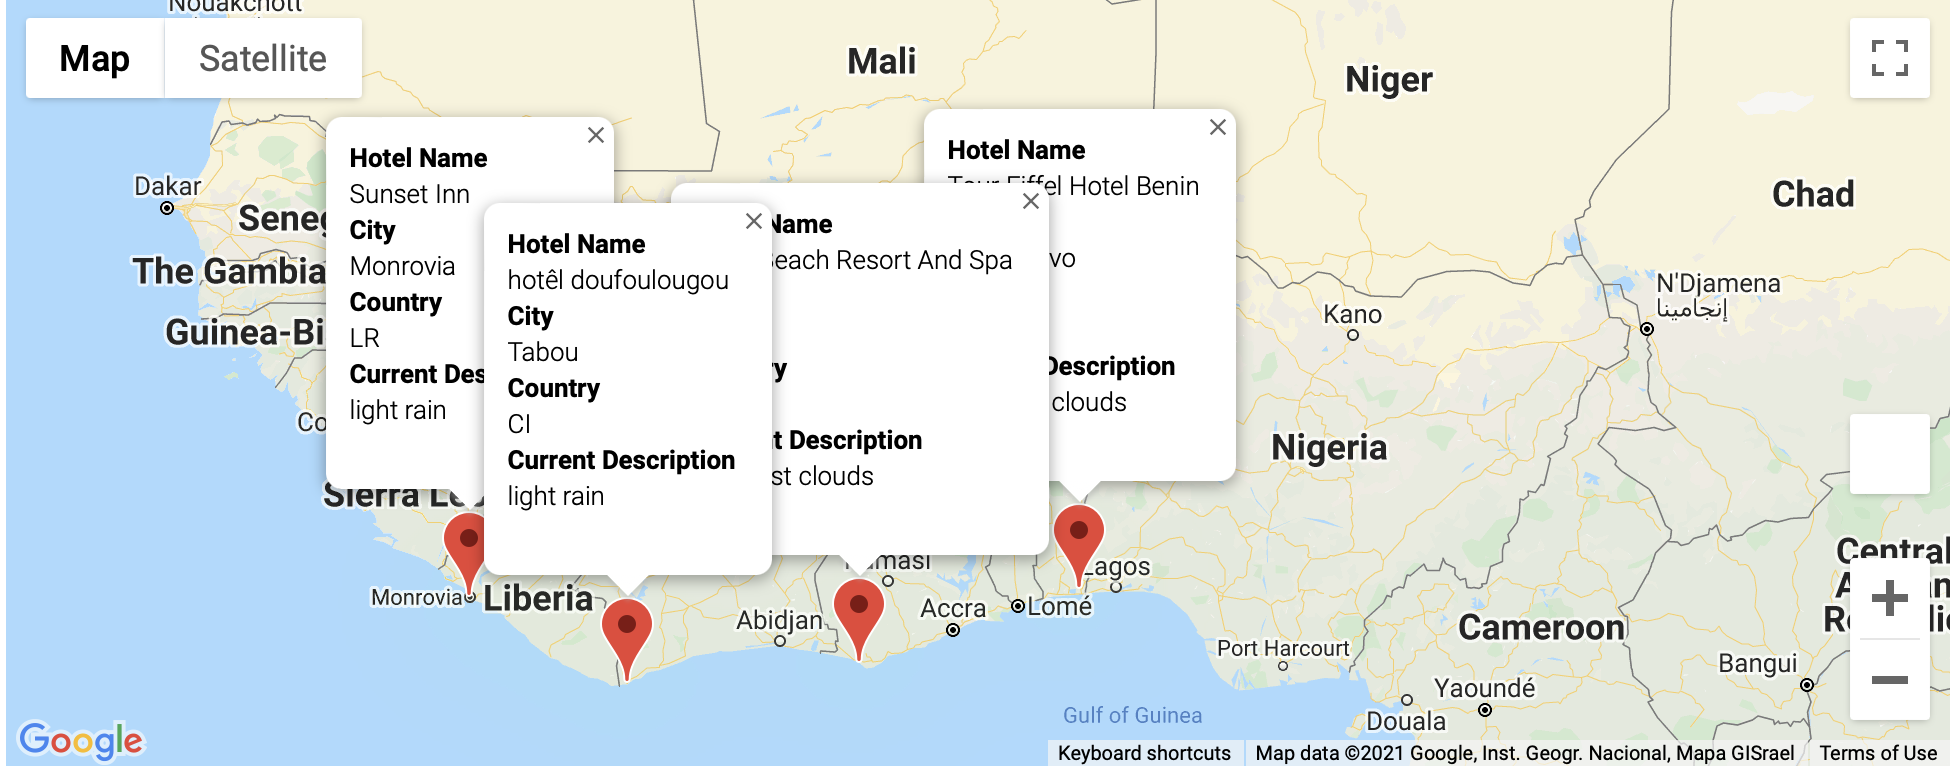 Nouakchott
Map
Satellite
Mali
Niger
Chad
Dakar
Seneg
The Gambia
Guinea-Bi
Co
Sierra Le
Monrovia
Liberia
Abidjan
Accra
Lomé
Lagos
Kano
N'Djamena
إنجامينا
Nigeria
Cameroon
Port Harcourt
Yaoundé
Douala
Bangui
Central
Gulf of Guinea
Hotel Name
Sunset Inn
City
Monrovia
Country
LR
Current Des
light rain
Hotel Name
hotêl doufoulougou
City
Tabou
Country
CI
Current Description
light rain
Name
Beach Resort And Spa
ry
t Description
st clouds
Hotel Name
Tour Eiffel Hotel Benin
vo
Description
clouds
Google
Keyboard shortcuts
Map data ©2021 Google, Inst. Geogr. Nacional, Mapa GISrael
Terms of Use